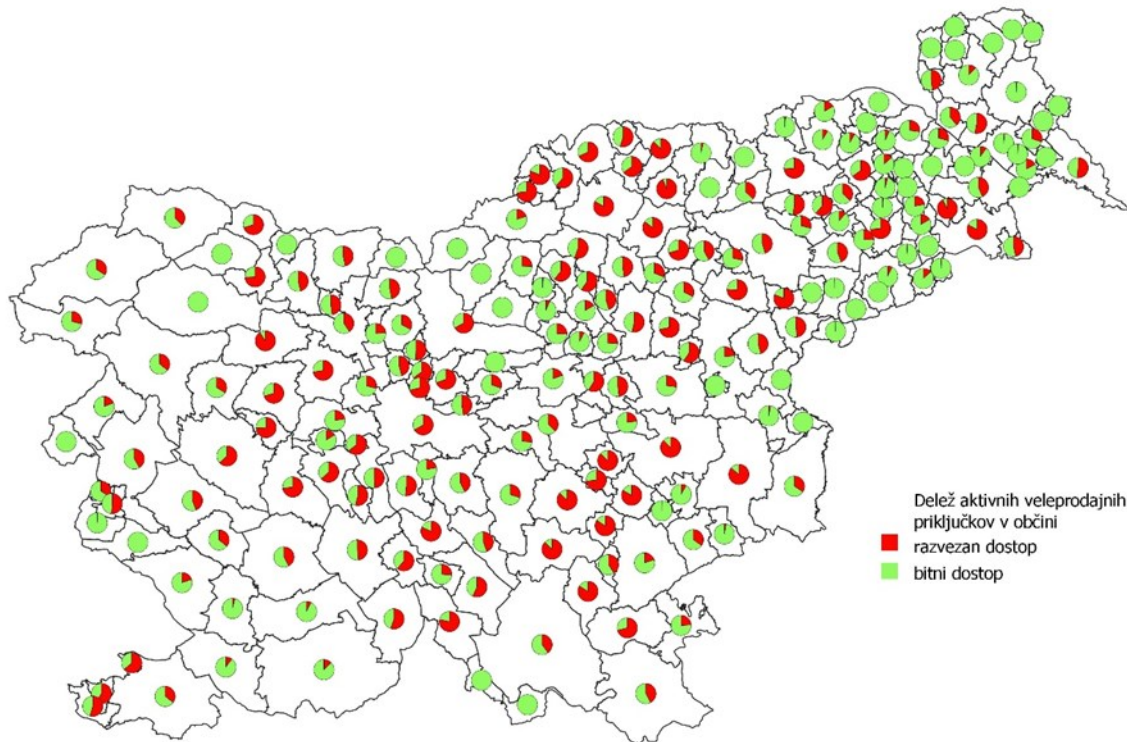 Delež aktivnih veleprodajnih
priključkov v občini
razvezan dostop
bitni dostop